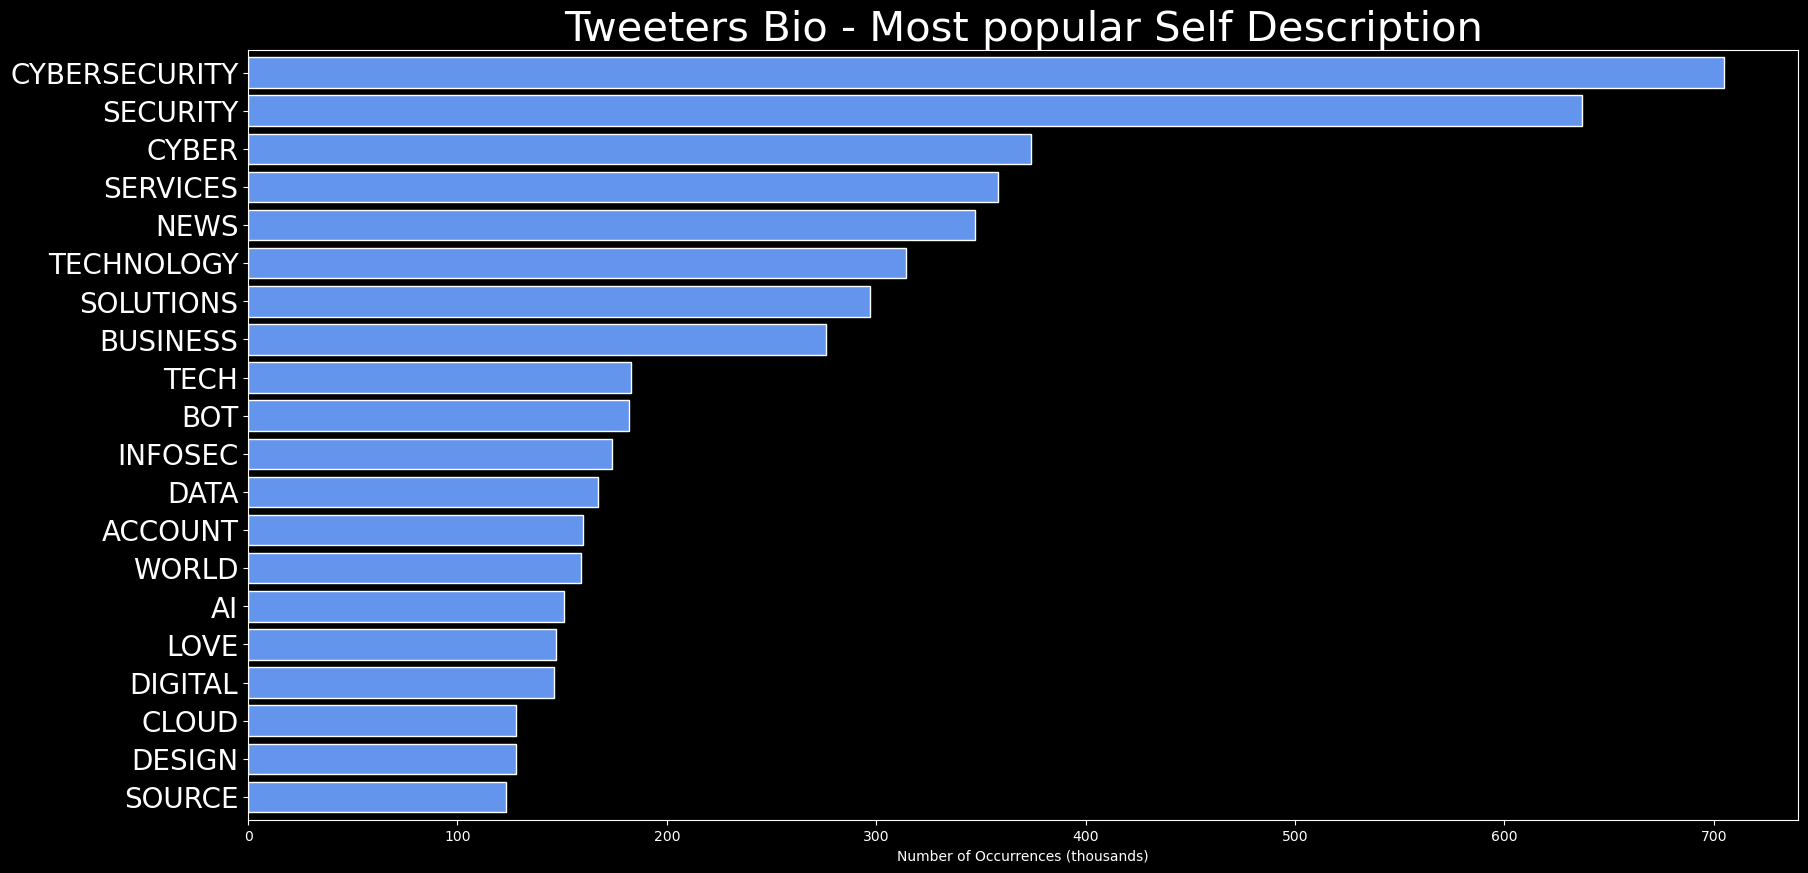 Tweeters Bio - Most popular Self Description
CYBERSECURITY
SECURITY
CYBER
SERVICES
NEWS
TECHNOLOGY
SOLUTIONS
BUSINESS
TECH
BOT
INFOSEC
DATA
ACCOUNT
WORLD
AI
LOVE
DIGITAL
CLOUD
DESIGN
SOURCE
0 100 200 300 400 500 600 700
Number of Occurrences (thousands)